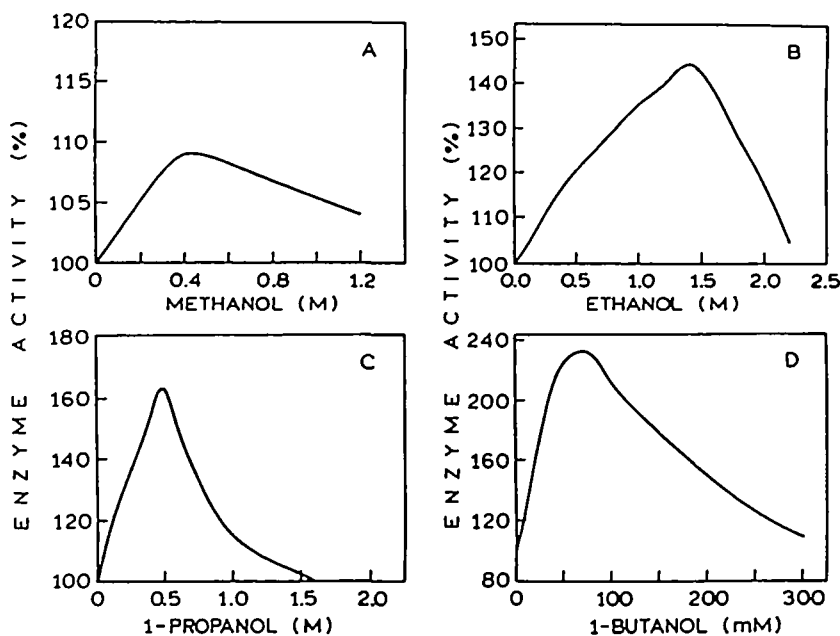 ENZYME ACTIVITY (%)
120
115
110
105
100
A
0 0.4 0.8 1.2
METHANOL (M)
ENZYME ACTIVITY (%)
150
140
130
120
110
100
B
0.0 0.5 1.0 1.5 2.0 2.5
ETHANOL (M)
180
160
140
120
100
C
0 0.5 1.0 1.5 2.0
1-PROPANOL (M)
240
200
160
120
80
D
0 100 200 300
1-BUTANOL (mM)